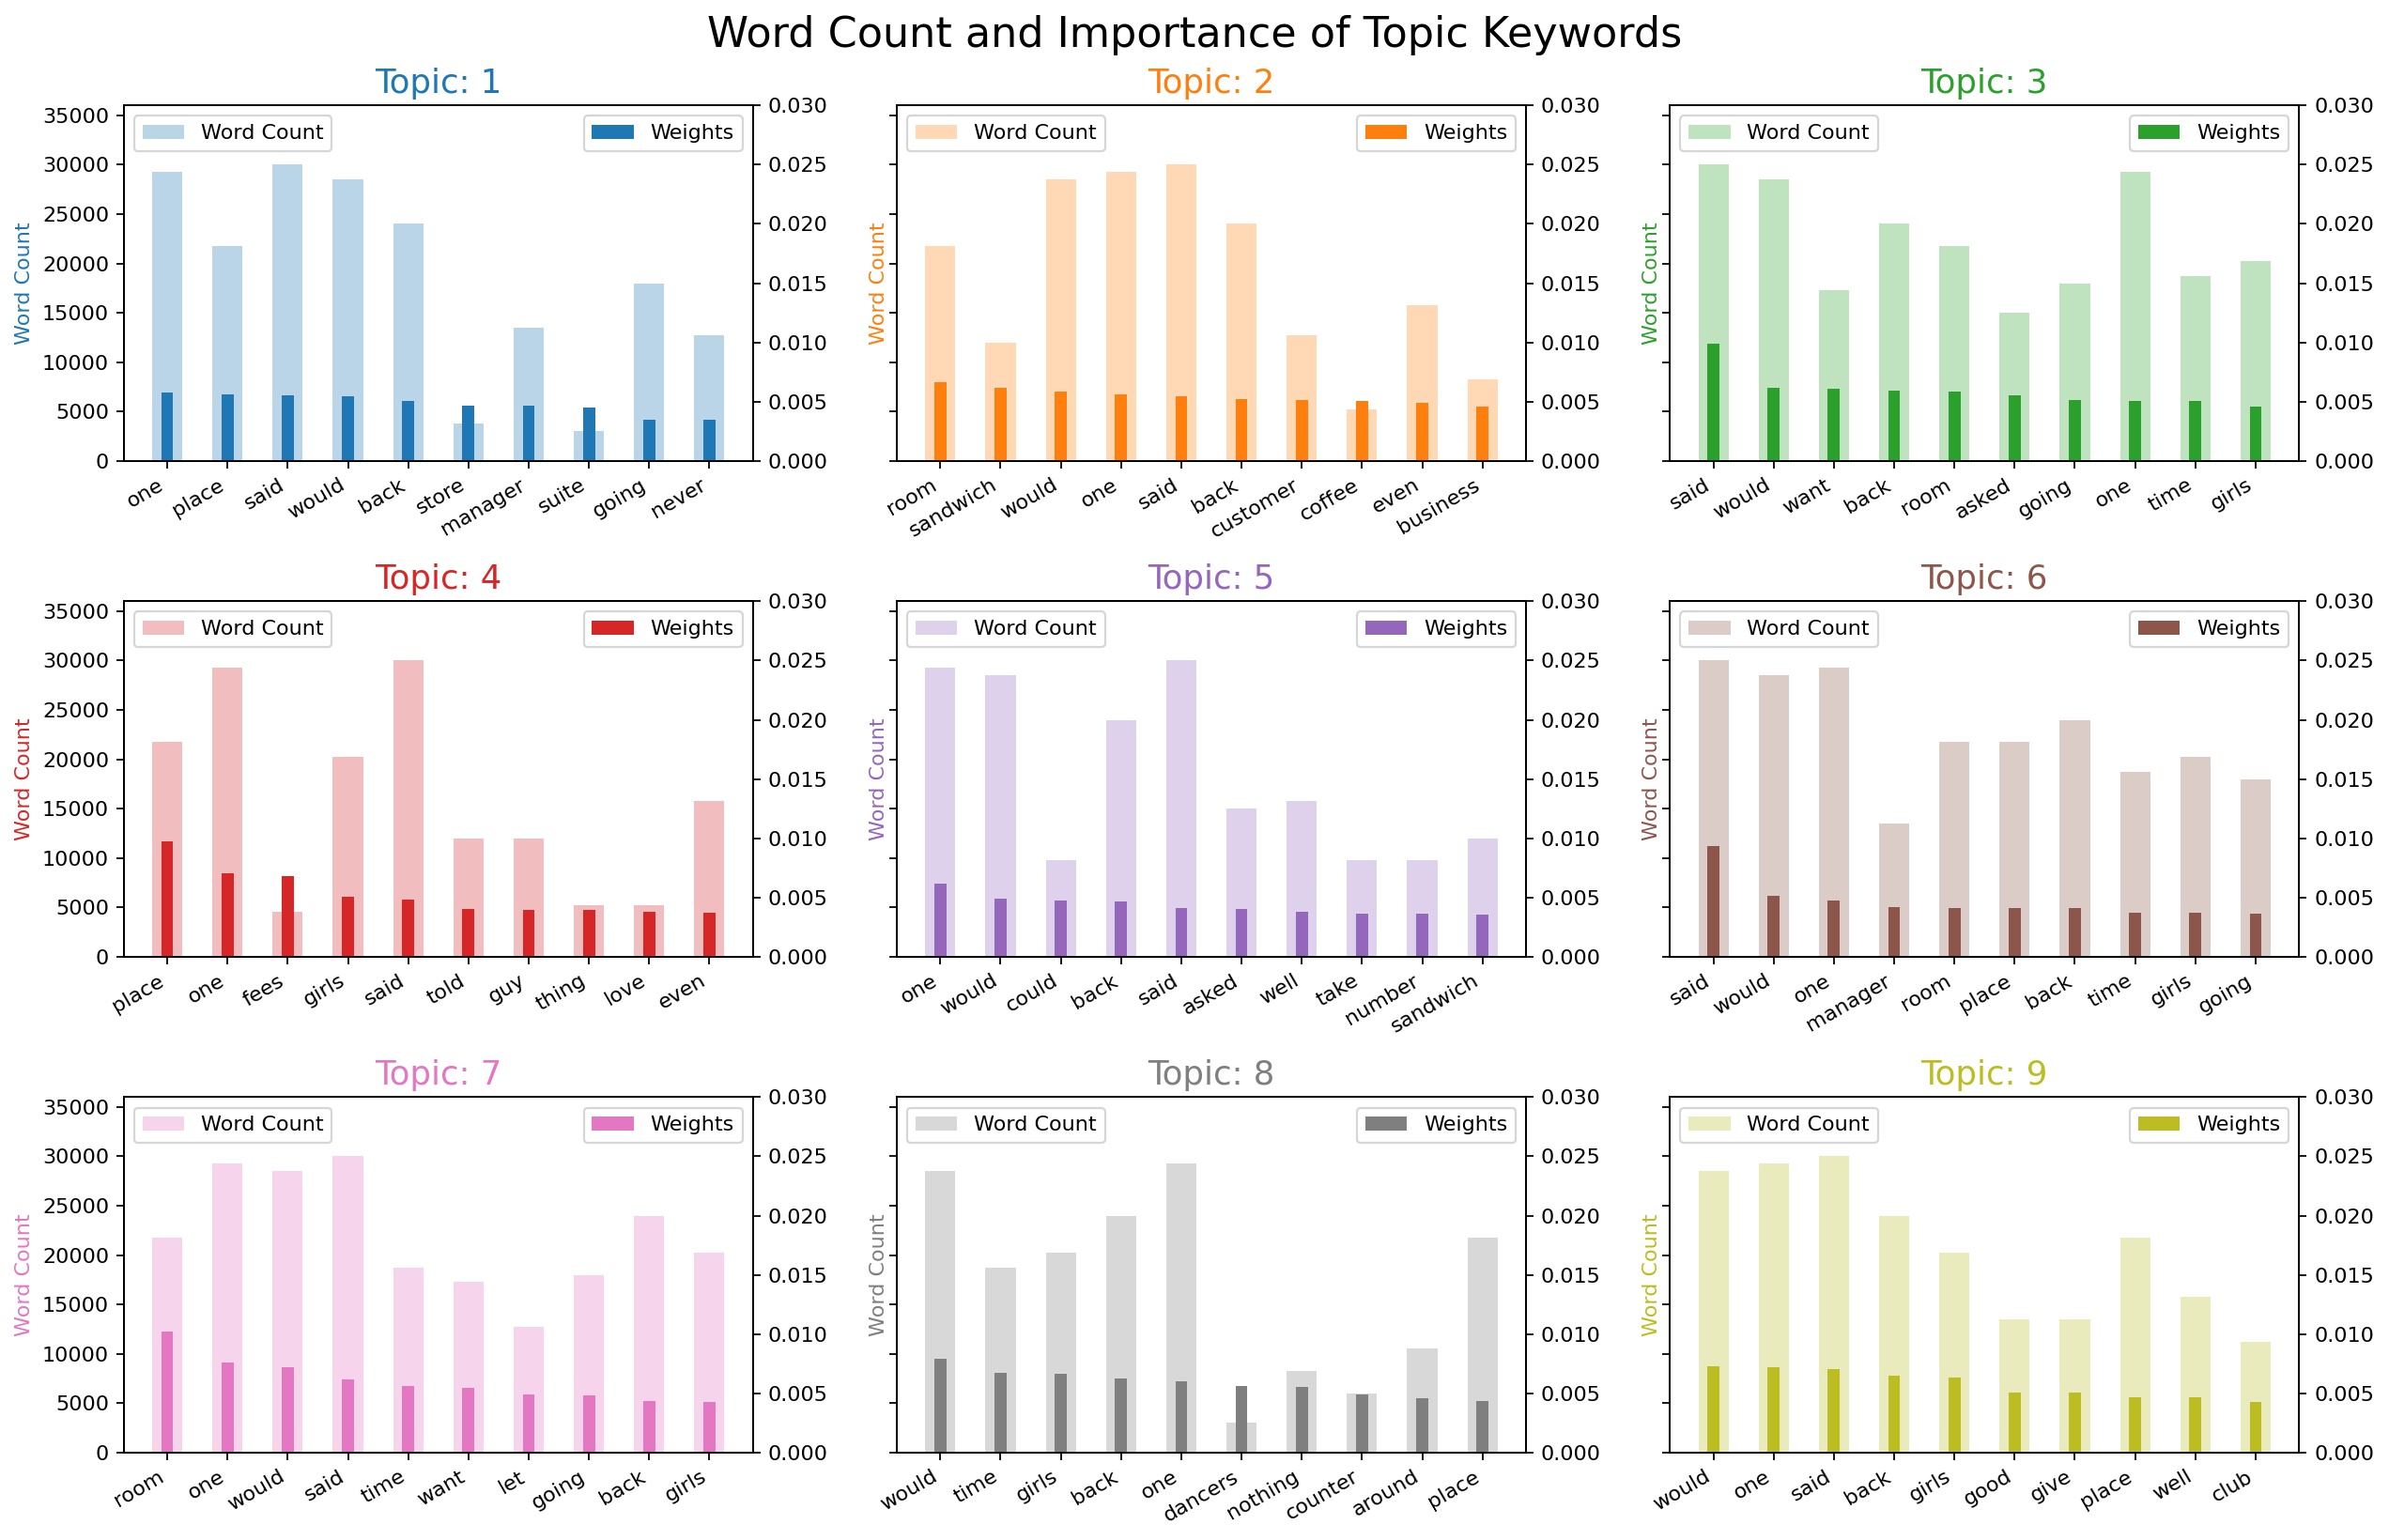 Word Count and Importance of Topic Keywords
Topic: 1
Word Count
Weights
35000
30000
25000
20000
15000
10000
5000
0
0.030
0.025
0.020
0.015
0.010
0.005
0.000
Word Count
one place said would back store manager suite going never
Topic: 2
Word Count
Weights
0.030
0.025
0.020
0.015
0.010
0.005
0.000
Word Count
room sandwich would one said back customer coffee even business
Topic: 3
Word Count
Weights
0.030
0.025
0.020
0.015
0.010
0.005
0.000
Word Count
said would want back room asked going one time girls
Topic: 4
Word Count
Weights
35000
30000
25000
20000
15000
10000
5000
0
0.030
0.025
0.020
0.015
0.010
0.005
0.000
Word Count
place one fees girls said told guy thing love even
Topic: 5
Word Count
Weights
0.030
0.025
0.020
0.015
0.010
0.005
0.000
Word Count
one would could back said asked well take number sandwich
Topic: 6
Word Count
Weights
0.030
0.025
0.020
0.015
0.010
0.005
0.000
Word Count
said would one manager room place back time girls going
Topic: 7
Word Count
Weights
35000
30000
25000
20000
15000
10000
5000
0
0.030
0.025
0.020
0.015
0.010
0.005
0.000
Word Count
room one would said time want let going back girls
Topic: 8
Word Count
Weights
0.030
0.025
0.020
0.015
0.010
0.005
0.000
Word Count
would time girls back one dancers nothing counter around place
Topic: 9
Word Count
Weights
0.030
0.025
0.020
0.015
0.010
0.005
0.000
Word Count
would one said back girls good give place well club